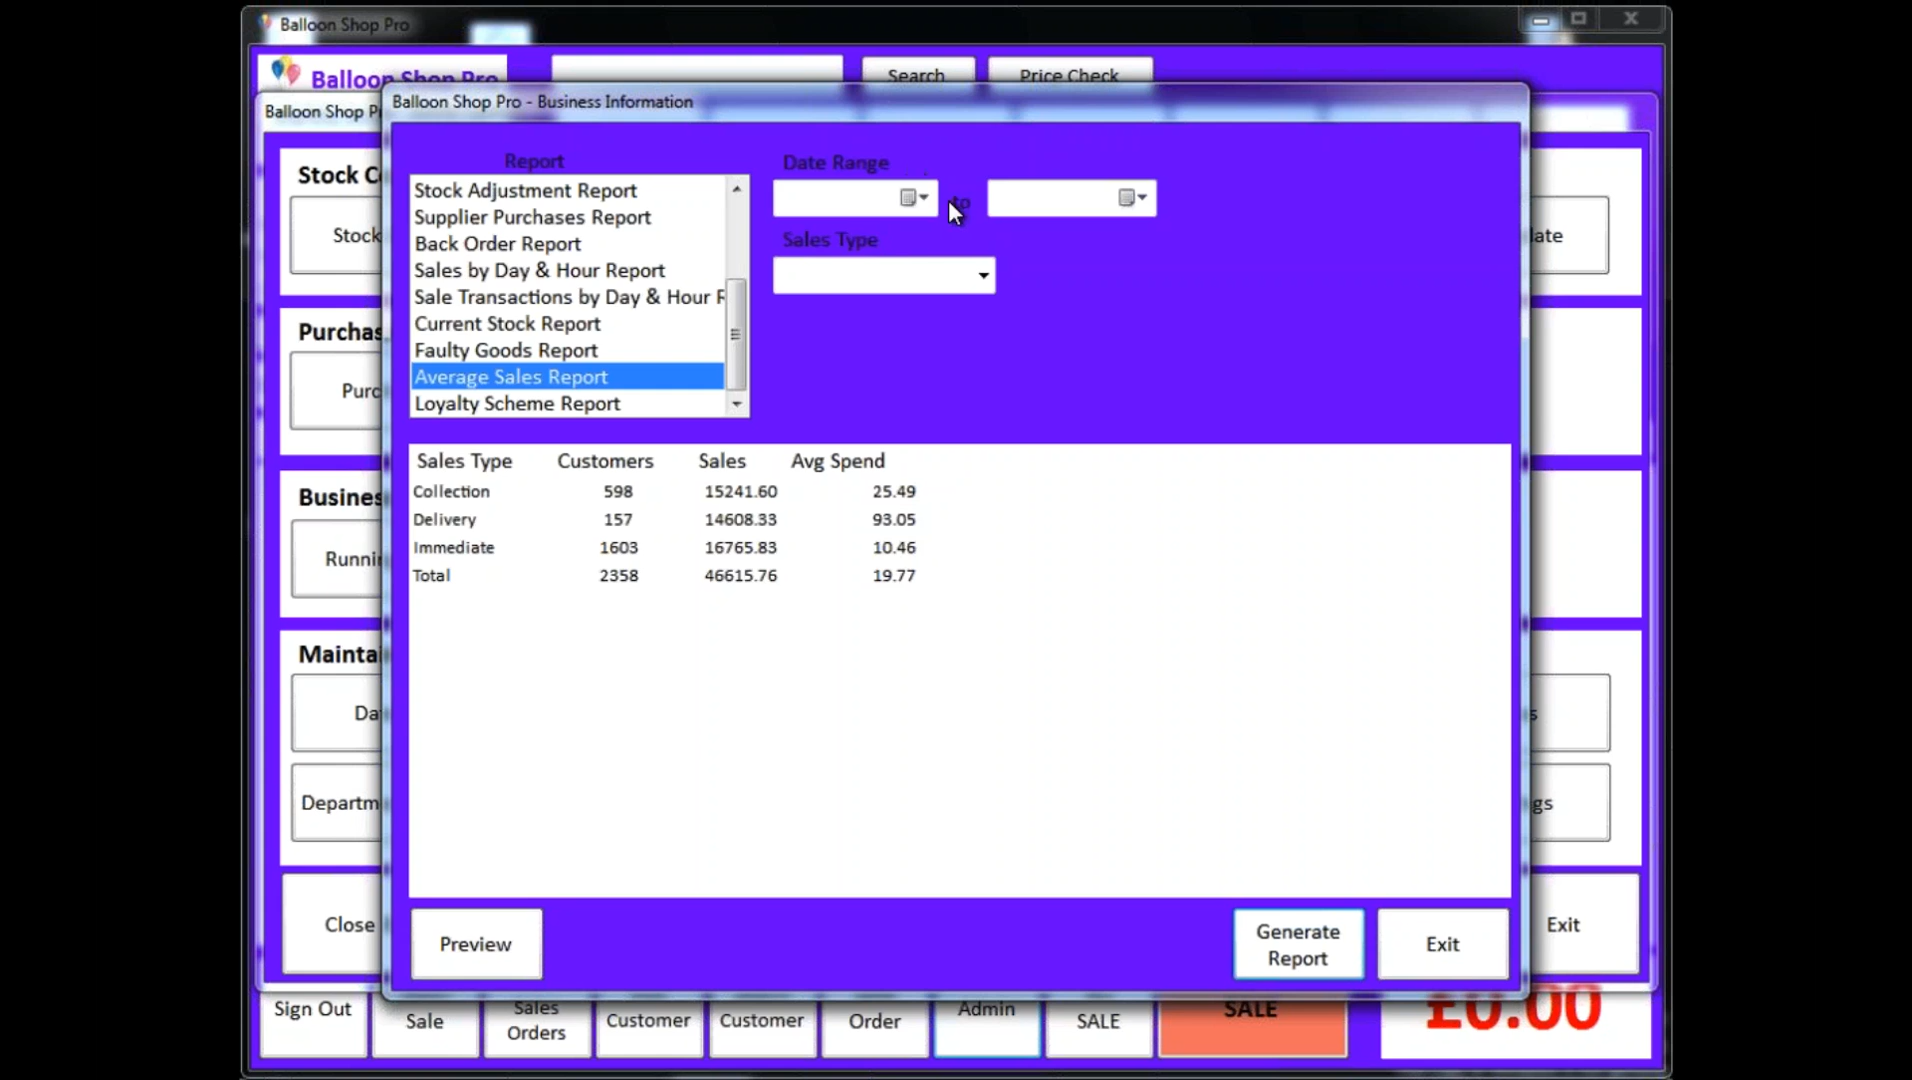 Balloon Shop Pro
Balloon Shop Pro
Search
Price Check
Balloon Shop P
Balloon Shop Pro - Business Information
Report
Stock Adjustment Report
Supplier Purchases Report
Back Order Report
Sales by Day & Hour Report
Sale Transactions by Day & Hour R
Current Stock Report
Faulty Goods Report
Average Sales Report
Loyalty Scheme Report
Date Range
to
Sales Type
Sales Type Customers Sales Avg Spend
Collection 598 15241.60 25.49
Delivery 157 14608.33 93.05
Immediate 1603 16765.83 10.46
Total 2358 46615.76 19.77
Preview
Generate
Report
Exit
Stock C
Stock
late
Purchas
Purc
Busines
Runni
Mainta
Da
s
Departm
gs
Close
Exit
Sign Out
Sale
Sales
Orders
Customer
Customer
Order
Admin
SALE
SALE
£0.00